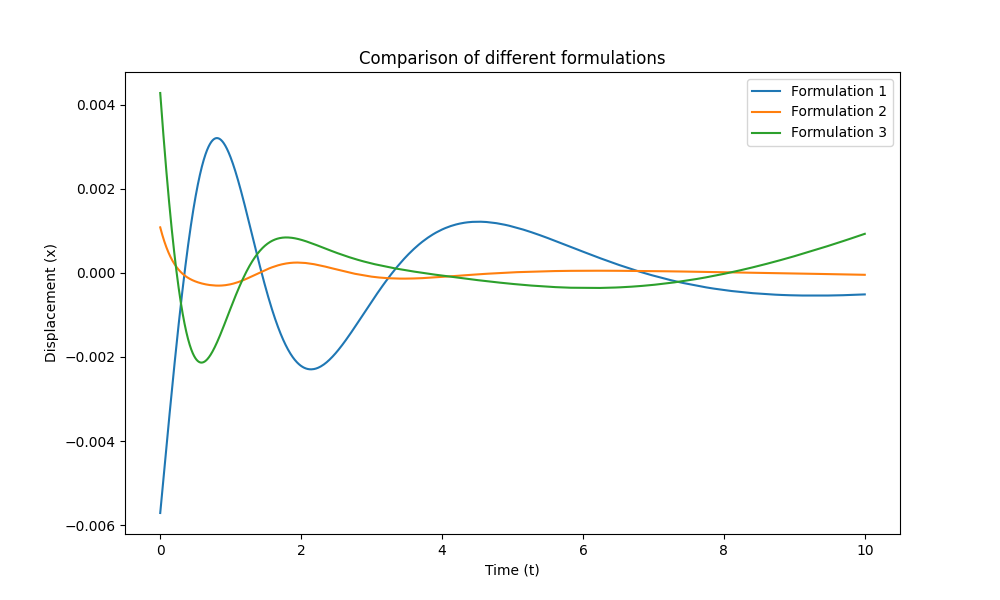 Comparison of different formulations
Formulation 1
Formulation 2
Formulation 3
0.004
0.002
0.000
−0.002
−0.004
−0.006
Displacement (x)
0 2 4 6 8 10
Time (t)